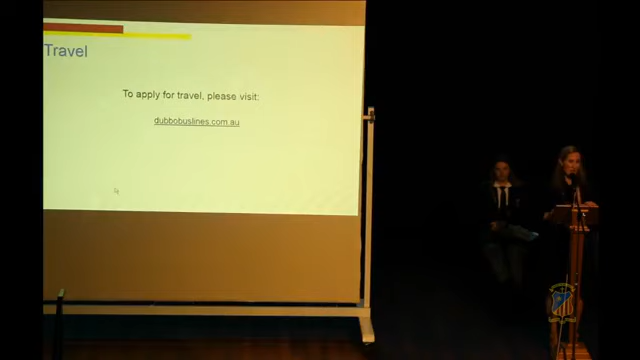 Travel
To apply for travel, please visit:
dubbobuslines.com.au